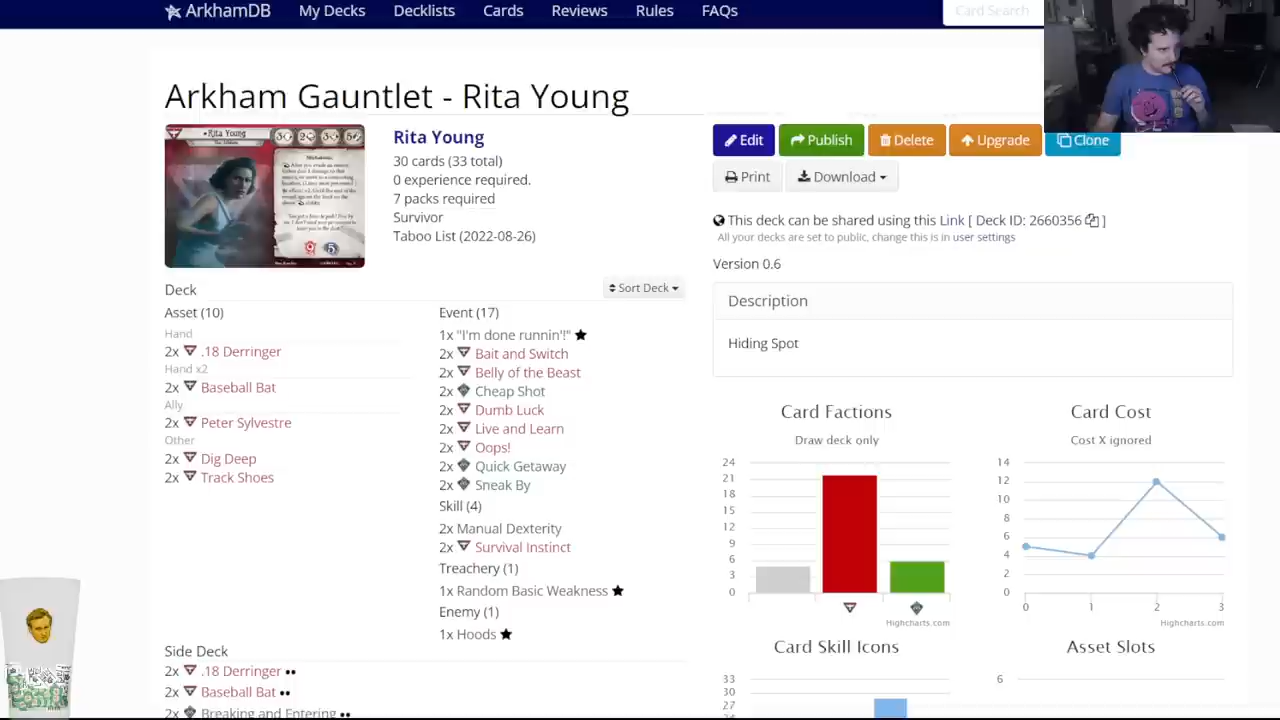 ArkhamDB My Decks Decklists Cards Reviews Rules FAQs Card Search
Arkham Gauntlet - Rita Young
Rita Young
Rita Young
30 cards (33 total)
0 experience required.
7 packs required
Survivor
Taboo List (2022-08-26)
Edit Publish Delete Upgrade Clone
Print Download
This deck can be shared using this Link [ Deck ID: 2660356 ]
All your decks are set to public, change this is in user settings
Version 0.6
Description
Hiding Spot
Deck
Sort Deck
Asset (10)
Hand
2x .18 Derringer
Hand x2
2x Baseball Bat
Ally
2x Peter Sylvestre
Other
2x Dig Deep
2x Track Shoes
Event (17)
1x "I'm done runnin'!"
2x Bait and Switch
2x Belly of the Beast
2x Cheap Shot
2x Dumb Luck
2x Live and Learn
2x Oops!
2x Quick Getaway
2x Sneak By
Skill (4)
2x Manual Dexterity
2x Survival Instinct
Treachery (1)
1x Random Basic Weakness
Enemy (1)
1x Hoods
Side Deck
2x .18 Derringer
2x Baseball Bat
2x Breaking and Entering
Card Factions
Draw deck only
24
21
18
15
12
9
6
3
0
Highcharts.com
Card Cost
Cost X ignored
14
12
10
8
6
4
2
0
0 1 2 3
Highcharts.com
Card Skill Icons
33
30
27
Asset Slots
6